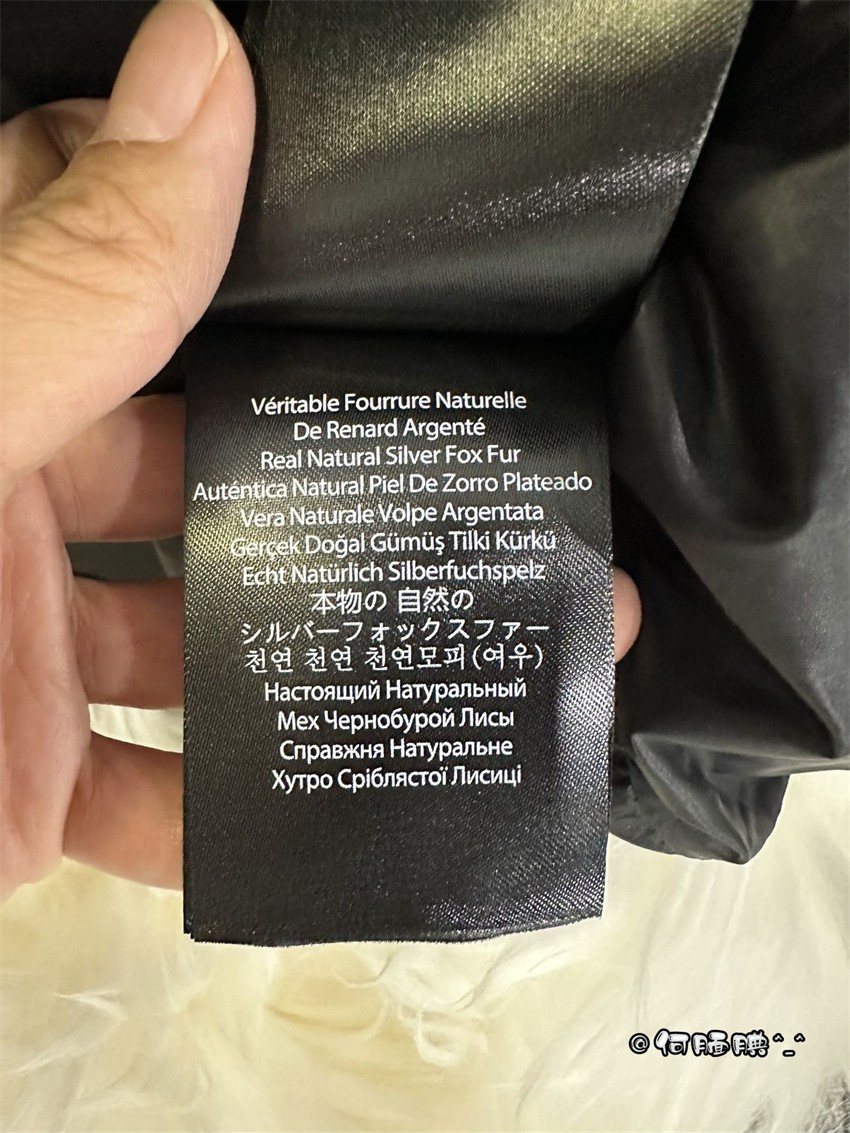 Véritable Fourrure Naturelle
De Renard Argenté
Real Natural Silver Fox Fur
Auténtica Natural Piel De Zorro Plateado
Vera Naturale Volpe Argentata
Gerçek Doğal Gümüş Tilki Kürkü
Echt Natürlich Silberfuchspelz
本物の 自然の
シルバーフォックスファー
천연 천연 천연모피(여우)
Настоящий Натуральный
Мех Чернобурой Лисы
Справжня Натуральне
Хутро Сріблястої Лисиці
@何腼腆^_^